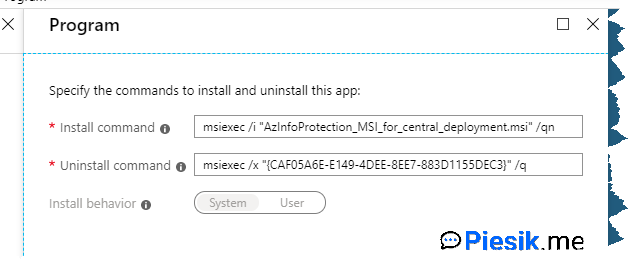 Program
Specify the commands to install and uninstall this app:
* Install command
msiexec /i "AzInfoProtection_MSI_for_central_deployment.msi" /qn
* Uninstall command
msiexec /x "{CAF05A6E-E149-4DEE-8EE7-883D1155DEC3}" /q
Install behavior
System User
Piesik.me